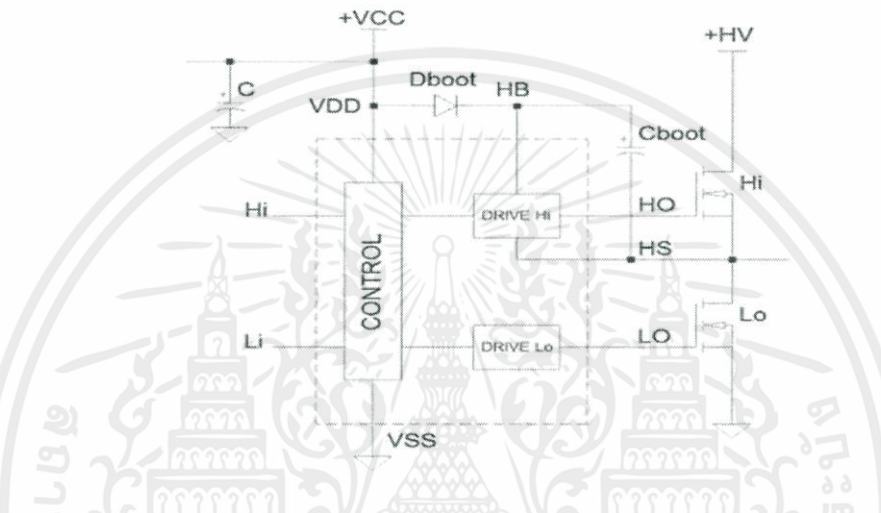 +VCC
+HV
C
Dboot
HB
VDD
Cboot
Hi
Hi
DRIVE Hi
HO
HS
CONTROL
Lo
Li
DRIVE Lo
LO
VSS